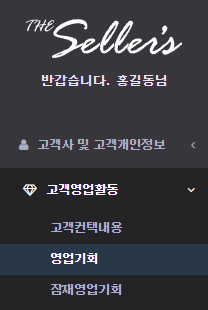 THE
Seller's
반갑습니다. 홍길동님
고객사 및 고객개인정보
고객영업활동
고객컨택내용
영업기회
잠재영업기회